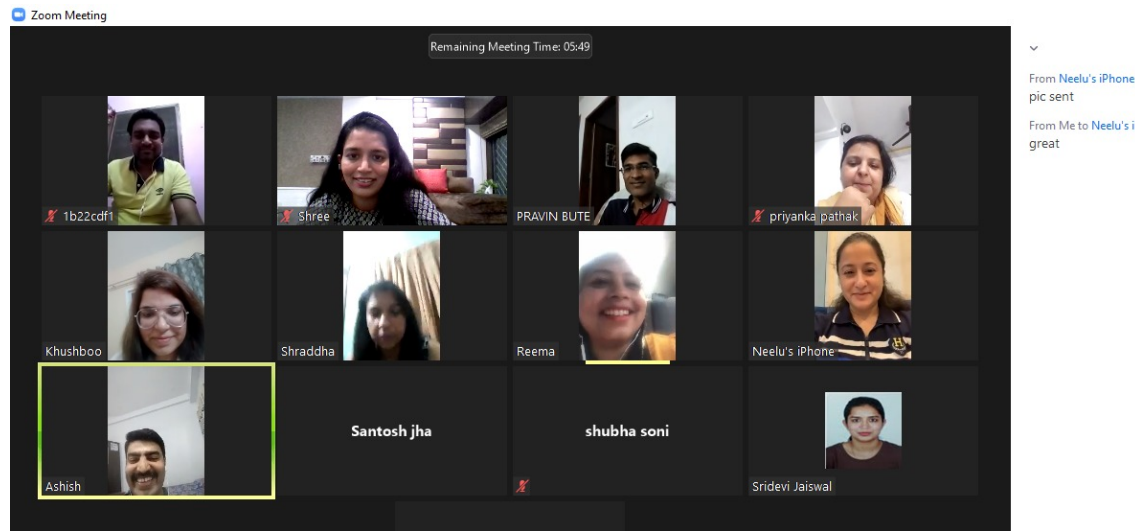 Zoom Meeting
Remaining Meeting Time: 05:49
1b22cdf1
Shree
PRAVIN BUTE
priyanka pathak
Khushboo
Shraddha
Reema
Neelu's iPhone
Ashish
Santosh jha
shubha soni
Sridevi Jaiswal
From Neelu's iPhone
pic sent
From Me to Neelu's i
great